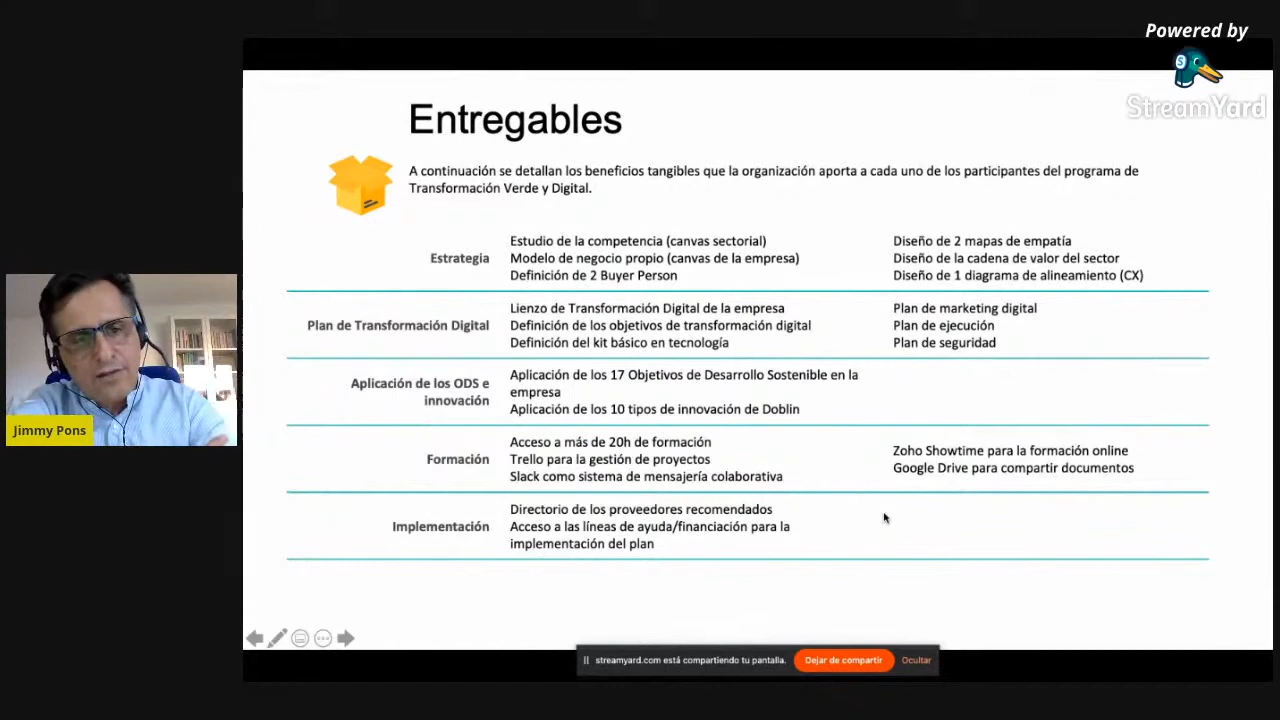 Powered by
StreamYard
Entregables
A continuación se detallan los beneficios tangibles que la organización aporta a cada uno de los participantes del programa de
Transformación Verde y Digital.
Estrategia
Estudio de la competencia (canvas sectorial)
Modelo de negocio propio (canvas de la empresa)
Definición de 2 Buyer Person
Diseño de 2 mapas de empatía
Diseño de la cadena de valor del sector
Diseño de 1 diagrama de alineamiento (CX)
Plan de Transformación Digital
Lienzo de Transformación Digital de la empresa
Definición de los objetivos de transformación digital
Definición del kit básico en tecnología
Plan de marketing digital
Plan de ejecución
Plan de seguridad
Aplicación de los ODS e
innovación
Aplicación de los 17 Objetivos de Desarrollo Sostenible en la
empresa
Aplicación de los 10 tipos de innovación de Doblin
Formación
Acceso a más de 20h de formación
Trello para la gestión de proyectos
Slack como sistema de mensajería colaborativa
Zoho Showtime para la formación online
Google Drive para compartir documentos
Implementación
Directorio de los proveedores recomendados
Acceso a las líneas de ayuda/financiación para la
implementación del plan
Jimmy Pons
streamyard.com está compartiendo tu pantalla.
Dejar de compartir
Ocultar